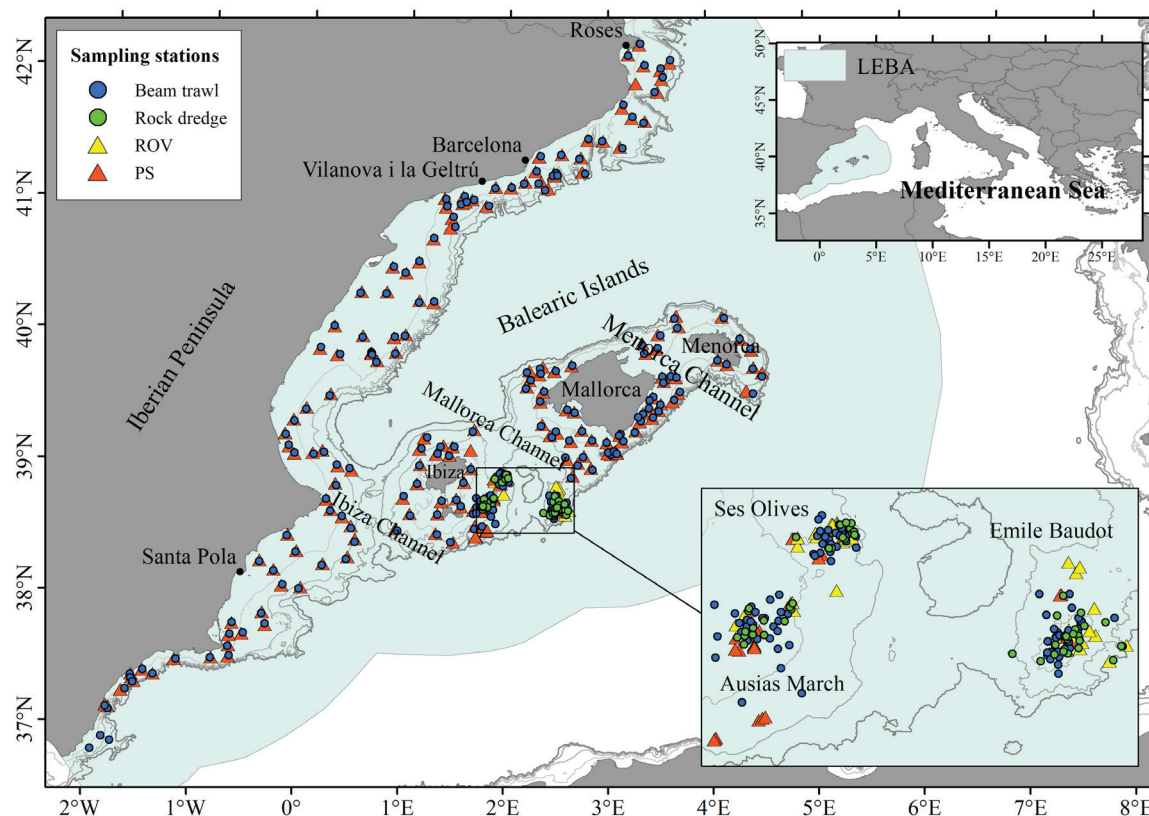 Sampling stations
Beam trawl
Rock dredge
ROV
PS
Roses
Barcelona
Vilanova i la Geltrú
Iberian Peninsula
Balearic Islands
Menorca Channel
Menorca
Mallorca
Mallorca Channel
Ibiza
Ibiza Channel
Santa Pola
LEBA
Mediterranean Sea
50°N
45°N
40°N
35°N
0°E
5°E
10°E
15°E
20°E
25°E
Ses Olives
Emile Baudot
Ausias March
42°N
41°N
40°N
39°N
38°N
37°N
2°W
1°W
0°
1°E
2°E
3°E
4°E
5°E
6°E
7°E
8°E